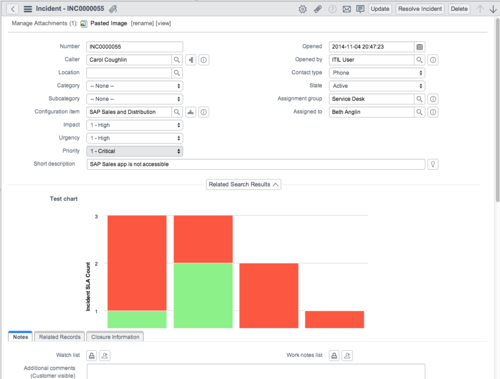 Incident - INC0000055
Update
Resolve Incident
Delete
Manage Attachments (1): Pasted Image [rename] [view]
Number INC0000055 Opened 2014-11-04 20:47:23
Caller Carol Coughlin Opened by ITIL User
Location Contact type Phone
Category -- None -- State Active
Subcategory -- None -- Assignment group Service Desk
Configuration item SAP Sales and Distribution Assigned to Beth Anglin
Impact 1 - High
Urgency 1 - High
Priority 1 - Critical
Short description SAP Sales app is not accessible
Related Search Results
Test chart
3
2
1
Incident SLA Count
Notes Related Records Closure Information
Watch list Work notes list
Additional comments
(Customer visible)